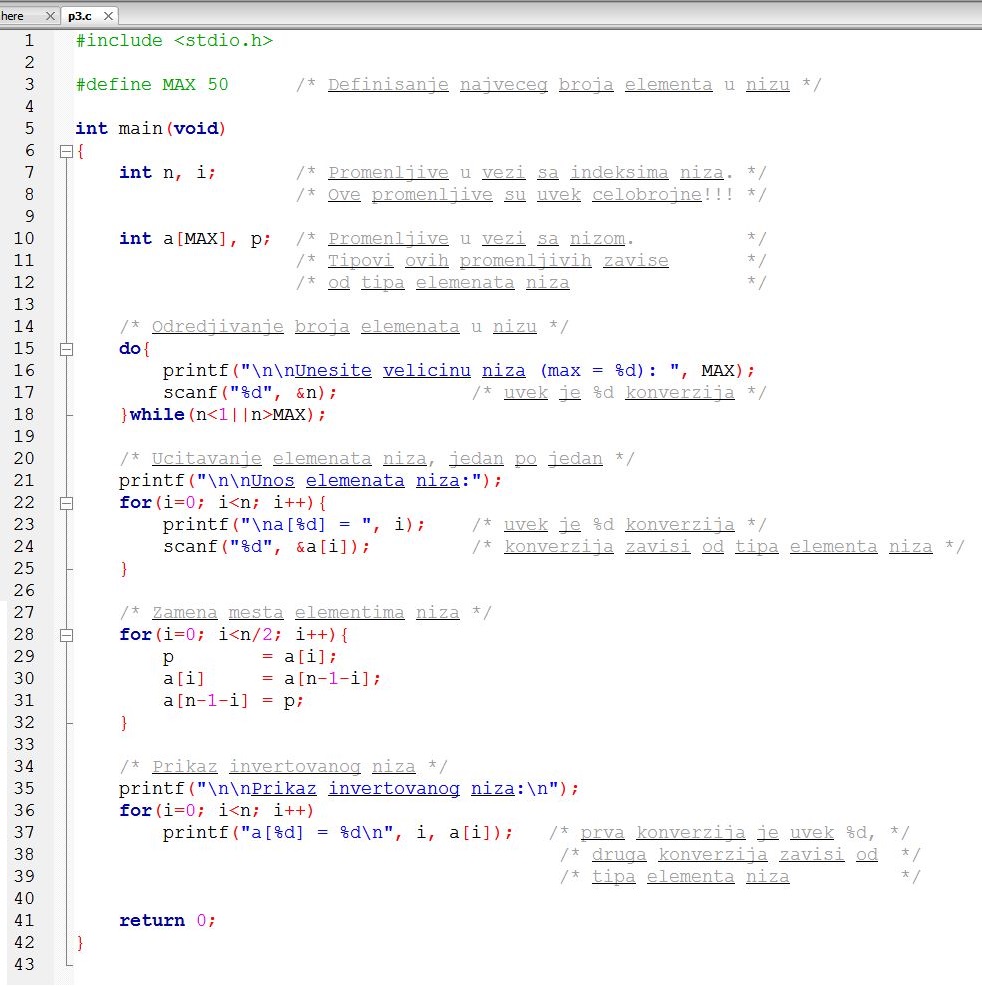 here
p3.c
1 #include <stdio.h>
2
3 #define MAX 50 /* Definisanje najveceg broja elementa u nizu */
4
5 int main(void)
6 {
7 int n, i; /* Promenljive u vezi sa indeksima niza. */
8 /* Ove promenljive su uvek celobrojne!!! */
9
10 int a[MAX], p; /* Promenljive u vezi sa nizom. */
11 /* Tipovi ovih promenljivih zavise */
12 /* od tipa elemenata niza */
13
14 /* Odredjivanje broja elemenata u nizu */
15 do{
16 printf("\n\nUnesite velicinu niza (max = %d): ", MAX);
17 scanf("%d", &n); /* uvek je %d konverzija */
18 }while(n<1||n>MAX);
19
20 /* Ucitavanje elemenata niza, jedan po jedan */
21 printf("\n\nUnos elemenata niza:");
22 for(i=0; i<n; i++){
23 printf("\na[%d] = ", i); /* uvek je %d konverzija */
24 scanf("%d", &a[i]); /* konverzija zavisi od tipa elementa niza */
25 }
26
27 /* Zamena mesta elementima niza */
28 for(i=0; i<n/2; i++){
29 p = a[i];
30 a[i] = a[n-1-i];
31 a[n-1-i] = p;
32 }
33
34 /* Prikaz invertovanog niza */
35 printf("\n\nPrikaz invertovanog niza:\n");
36 for(i=0; i<n; i++)
37 printf("a[%d] = %d\n", i, a[i]); /* prva konverzija je uvek %d, */
38 /* druga konverzija zavisi od */
39 /* tipa elementa niza */
40
41 return 0;
42 }
43